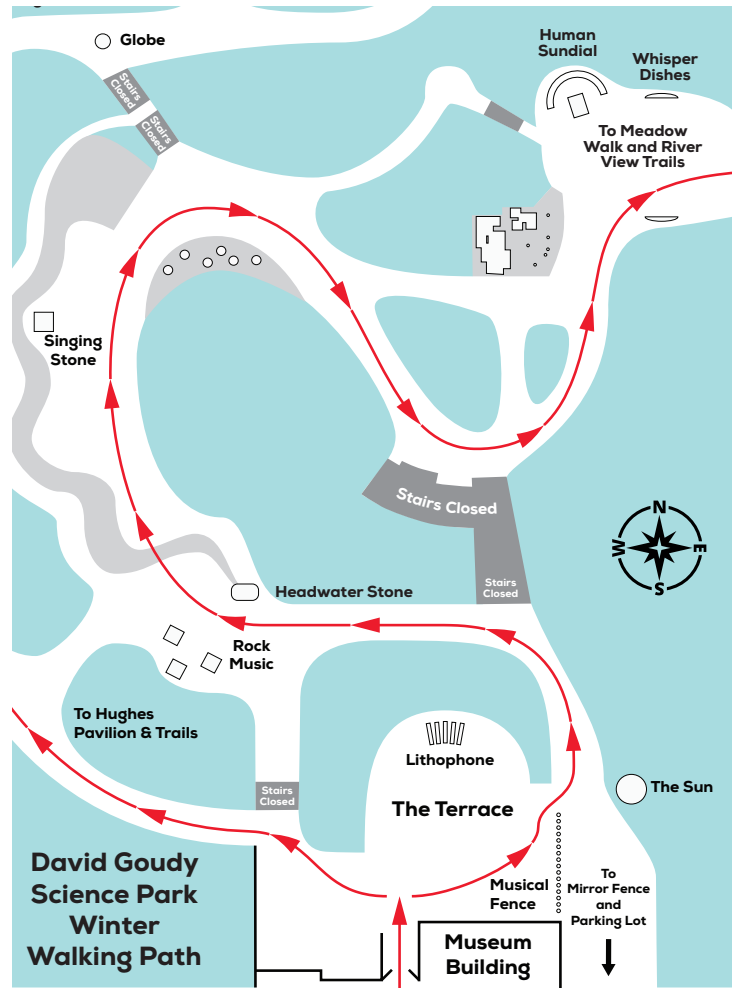 Globe
Human
Sundial
Whisper
Dishes
Stairs
Closed
Stairs
Closed
To Meadow
Walk and River
View Trails
Singing
Stone
Stairs Closed
N
W
E
S
Stairs
Closed
Headwater Stone
Rock
Music
To Hughes
Pavilion & Trails
Lithophone
Stairs
Closed
The Sun
The Terrace
David Goudy
Science Park
Winter
Walking Path
Musical
Fence
To
Mirror Fence
and
Parking Lot
Museum
Building